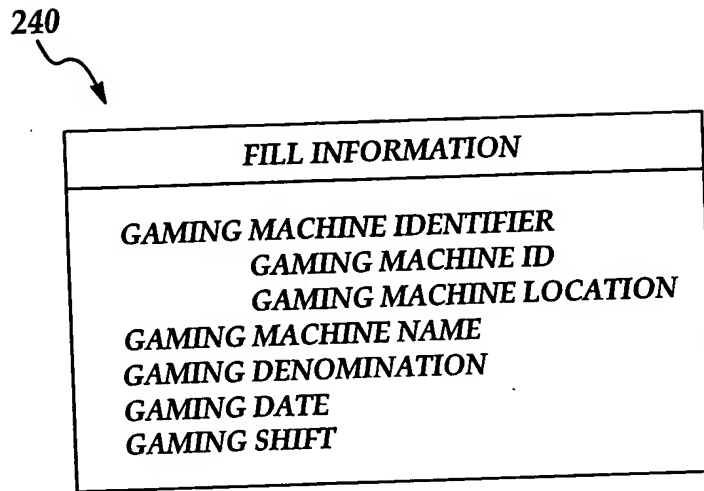 240
FILL INFORMATION
GAMING MACHINE IDENTIFIER
GAMING MACHINE ID
GAMING MACHINE LOCATION
GAMING MACHINE NAME
GAMING DENOMINATION
GAMING DATE
GAMING SHIFT